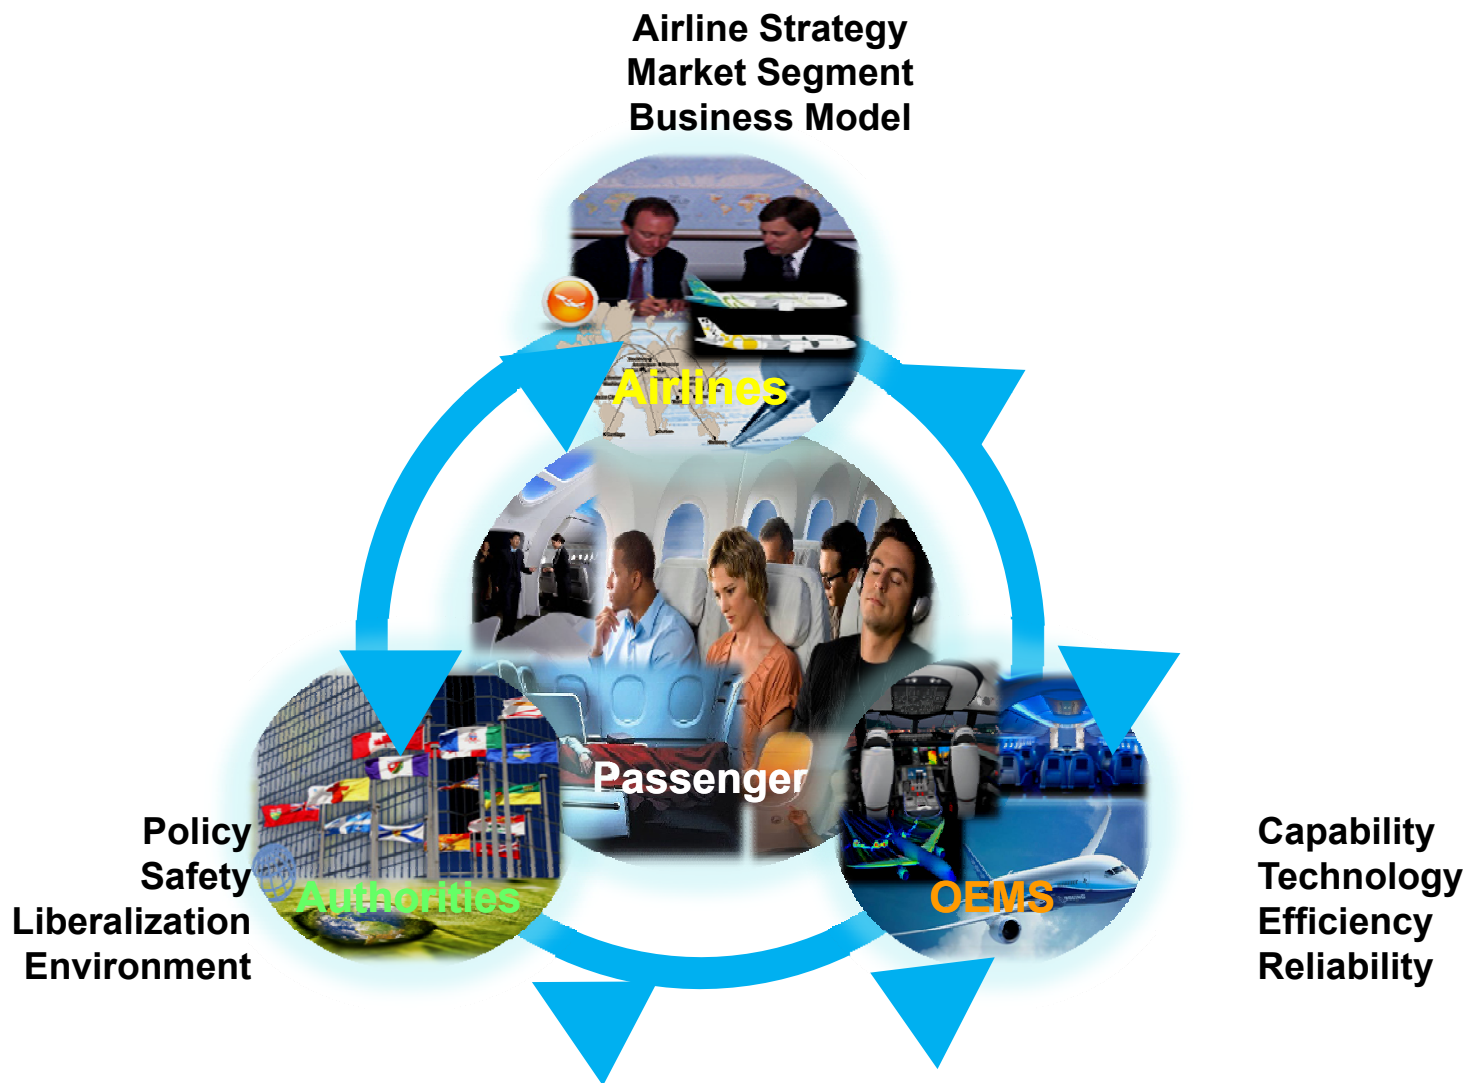 Airline Strategy
Market Segment
Business Model
Airlines
Passenger
Policy
Safety
Liberalization
Environment
Authorities
OEMS
Capability
Technology
Efficiency
Reliability